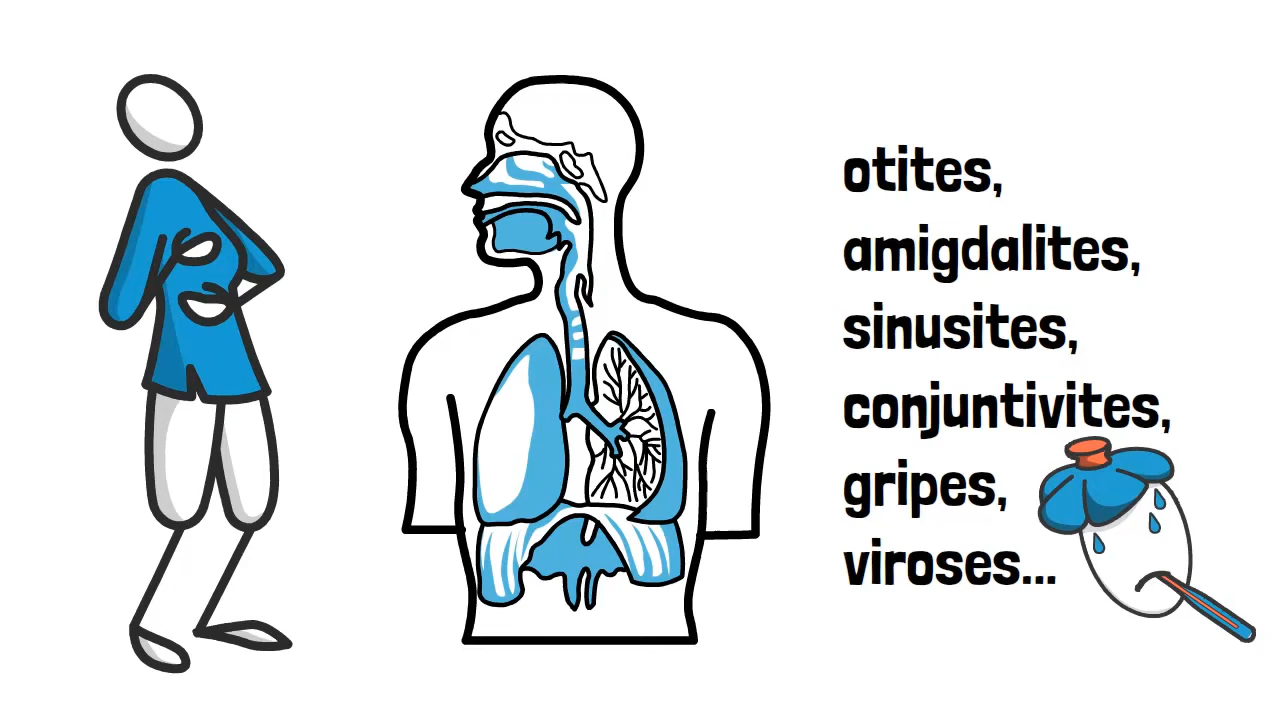 otites,
amigdalites,
sinusites,
conjuntivites,
gripes,
viroses...